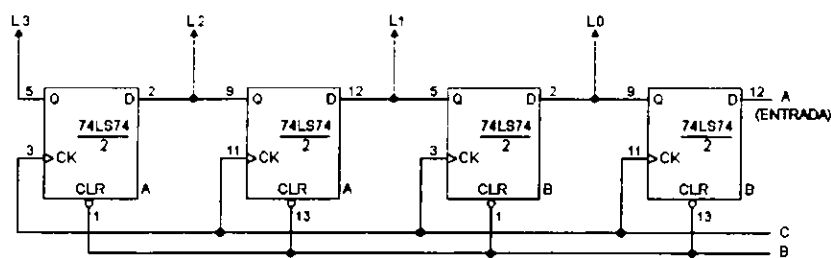 L3 L2 L1 L0
5 Q D 2 9 Q D 12 5 Q D 2 9 Q D 12 A
(ENTRADA)
74LS74 74LS74 74LS74 74LS74
2 2 2 2
3 CK 11 CK 3 CK 11 CK
CLR A CLR A CLR B CLR B
1 13 1 13
C
B